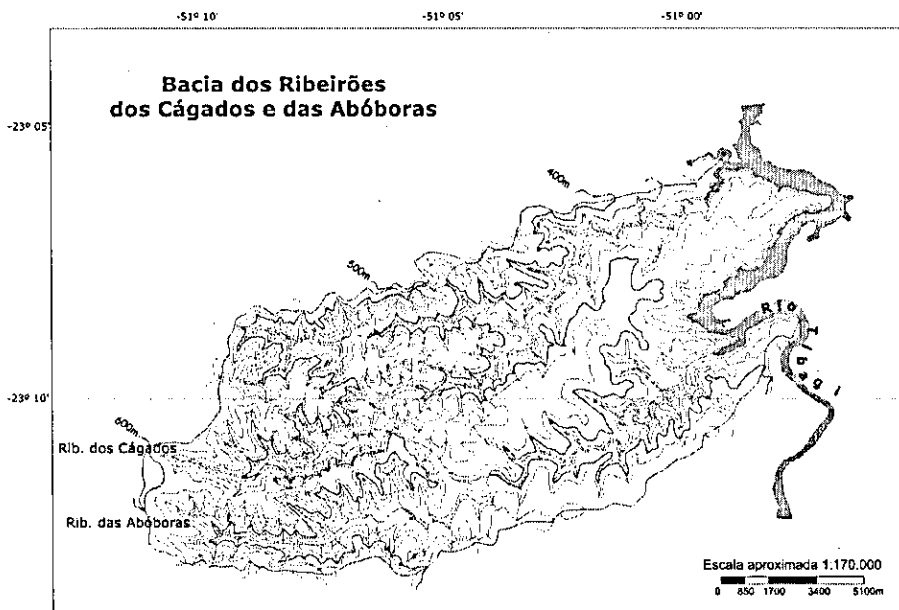 -51° 10' -51° 05' -51° 00'
Bacia dos Ribeirões
dos Cágados e das Abóboras
-23° 05'
400m
500m
Rio Tibagi
-23° 10'
600m
Rib. dos Cágados
Rib. das Abóboras
Escala aproximada 1:170.000
0 850 1700 3400 5100m